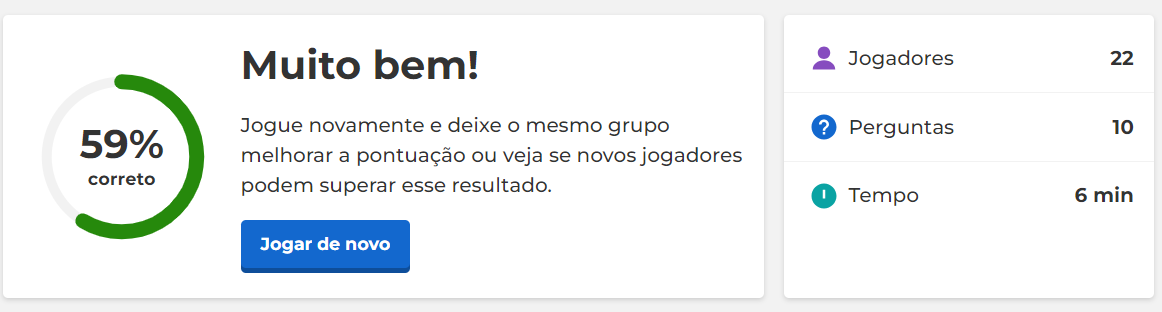 59%
correto
Muito bem!
Jogue novamente e deixe o mesmo grupo
melhorar a pontuação ou veja se novos jogadores
podem superar esse resultado.
Jogar de novo
Jogadores 22
? Perguntas 10
Tempo 6 min